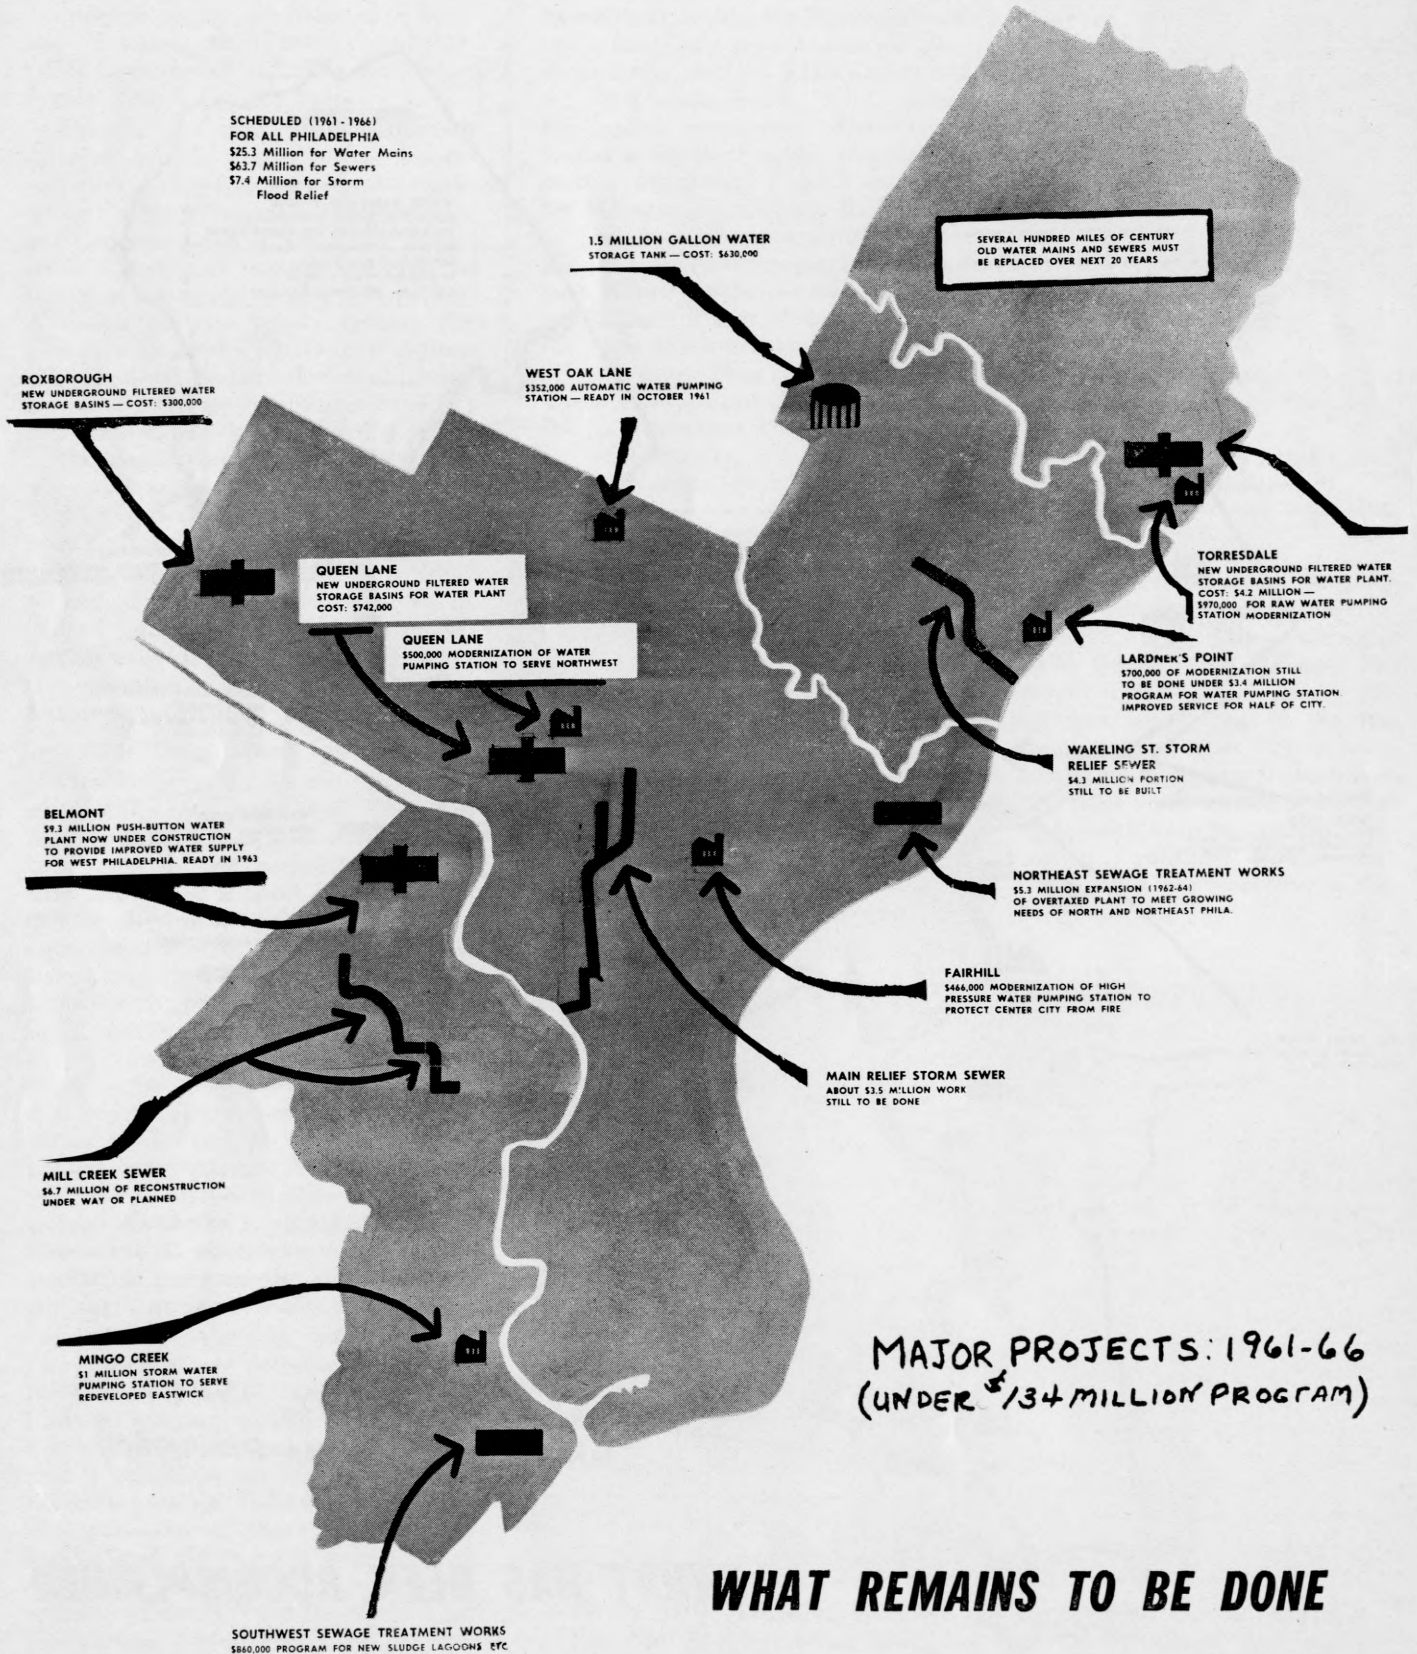 SCHEDULED (1961 - 1966)
FOR ALL PHILADELPHIA
$25.3 Million for Water Mains
$63.7 Million for Sewers
$7.4 Million for Storm
Flood Relief
1.5 MILLION GALLON WATER
STORAGE TANK — COST: $630,000
SEVERAL HUNDRED MILES OF CENTURY
OLD WATER MAINS AND SEWERS MUST
BE REPLACED OVER NEXT 20 YEARS
ROXBOROUGH
NEW UNDERGROUND FILTERED WATER
STORAGE BASINS — COST: $300,000
WEST OAK LANE
$352,000 AUTOMATIC WATER PUMPING
STATION — READY IN OCTOBER 1961
QUEEN LANE
NEW UNDERGROUND FILTERED WATER
STORAGE BASINS FOR WATER PLANT
COST: $742,000
QUEEN LANE
$500,000 MODERNIZATION OF WATER
PUMPING STATION TO SERVE NORTHWEST
TORRESDALE
NEW UNDERGROUND FILTERED WATER
STORAGE BASINS FOR WATER PLANT.
COST: $4.2 MILLION —
$970,000 FOR RAW WATER PUMPING
STATION MODERNIZATION
LARDNER'S POINT
$700,000 OF MODERNIZATION STILL
TO BE DONE UNDER $3.4 MILLION
PROGRAM FOR WATER PUMPING STATION.
IMPROVED SERVICE FOR HALF OF CITY.
WAKELING ST. STORM
RELIEF SEWER
$4.3 MILLION PORTION
STILL TO BE BUILT
BELMONT
$9.3 MILLION PUSH-BUTTON WATER
PLANT NOW UNDER CONSTRUCTION
TO PROVIDE IMPROVED WATER SUPPLY
FOR WEST PHILADELPHIA. READY IN 1963
NORTHEAST SEWAGE TREATMENT WORKS
$5.3 MILLION EXPANSION (1962-64)
OF OVERTAXED PLANT TO MEET GROWING
NEEDS OF NORTH AND NORTHEAST PHILA.
FAIRHILL
$466,000 MODERNIZATION OF HIGH
PRESSURE WATER PUMPING STATION TO
PROTECT CENTER CITY FROM FIRE
MAIN RELIEF STORM SEWER
ABOUT $3.5 MILLION WORK
STILL TO BE DONE
MILL CREEK SEWER
$6.7 MILLION OF RECONSTRUCTION
UNDER WAY OR PLANNED
MINGO CREEK
$1 MILLION STORM WATER
PUMPING STATION TO SERVE
REDEVELOPED EASTWICK
MAJOR PROJECTS: 1961-66
(UNDER $134 MILLION PROGRAM)
WHAT REMAINS TO BE DONE
SOUTHWEST SEWAGE TREATMENT WORKS
$860,000 PROGRAM FOR NEW SLUDGE LAGOONS ETC